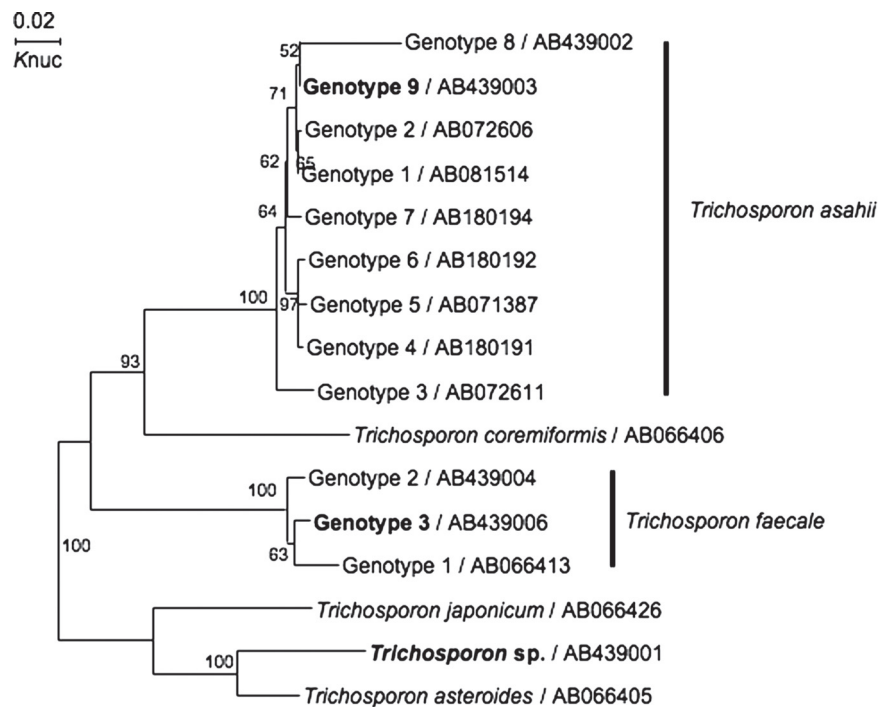 0.02
Knuc
52
Genotype 8 / AB439002
71
Genotype 9 / AB439003
Genotype 2 / AB072606
62
65
Genotype 1 / AB081514
64
Genotype 7 / AB180194
Trichosporon asahii
Genotype 6 / AB180192
100
97
Genotype 5 / AB071387
Genotype 4 / AB180191
93
Genotype 3 / AB072611
Trichosporon coremiformis / AB066406
100
Genotype 2 / AB439004
Genotype 3 / AB439006
Trichosporon faecale
100
63
Genotype 1 / AB066413
Trichosporon japonicum / AB066426
100
Trichosporon sp. / AB439001
Trichosporon asteroides / AB066405